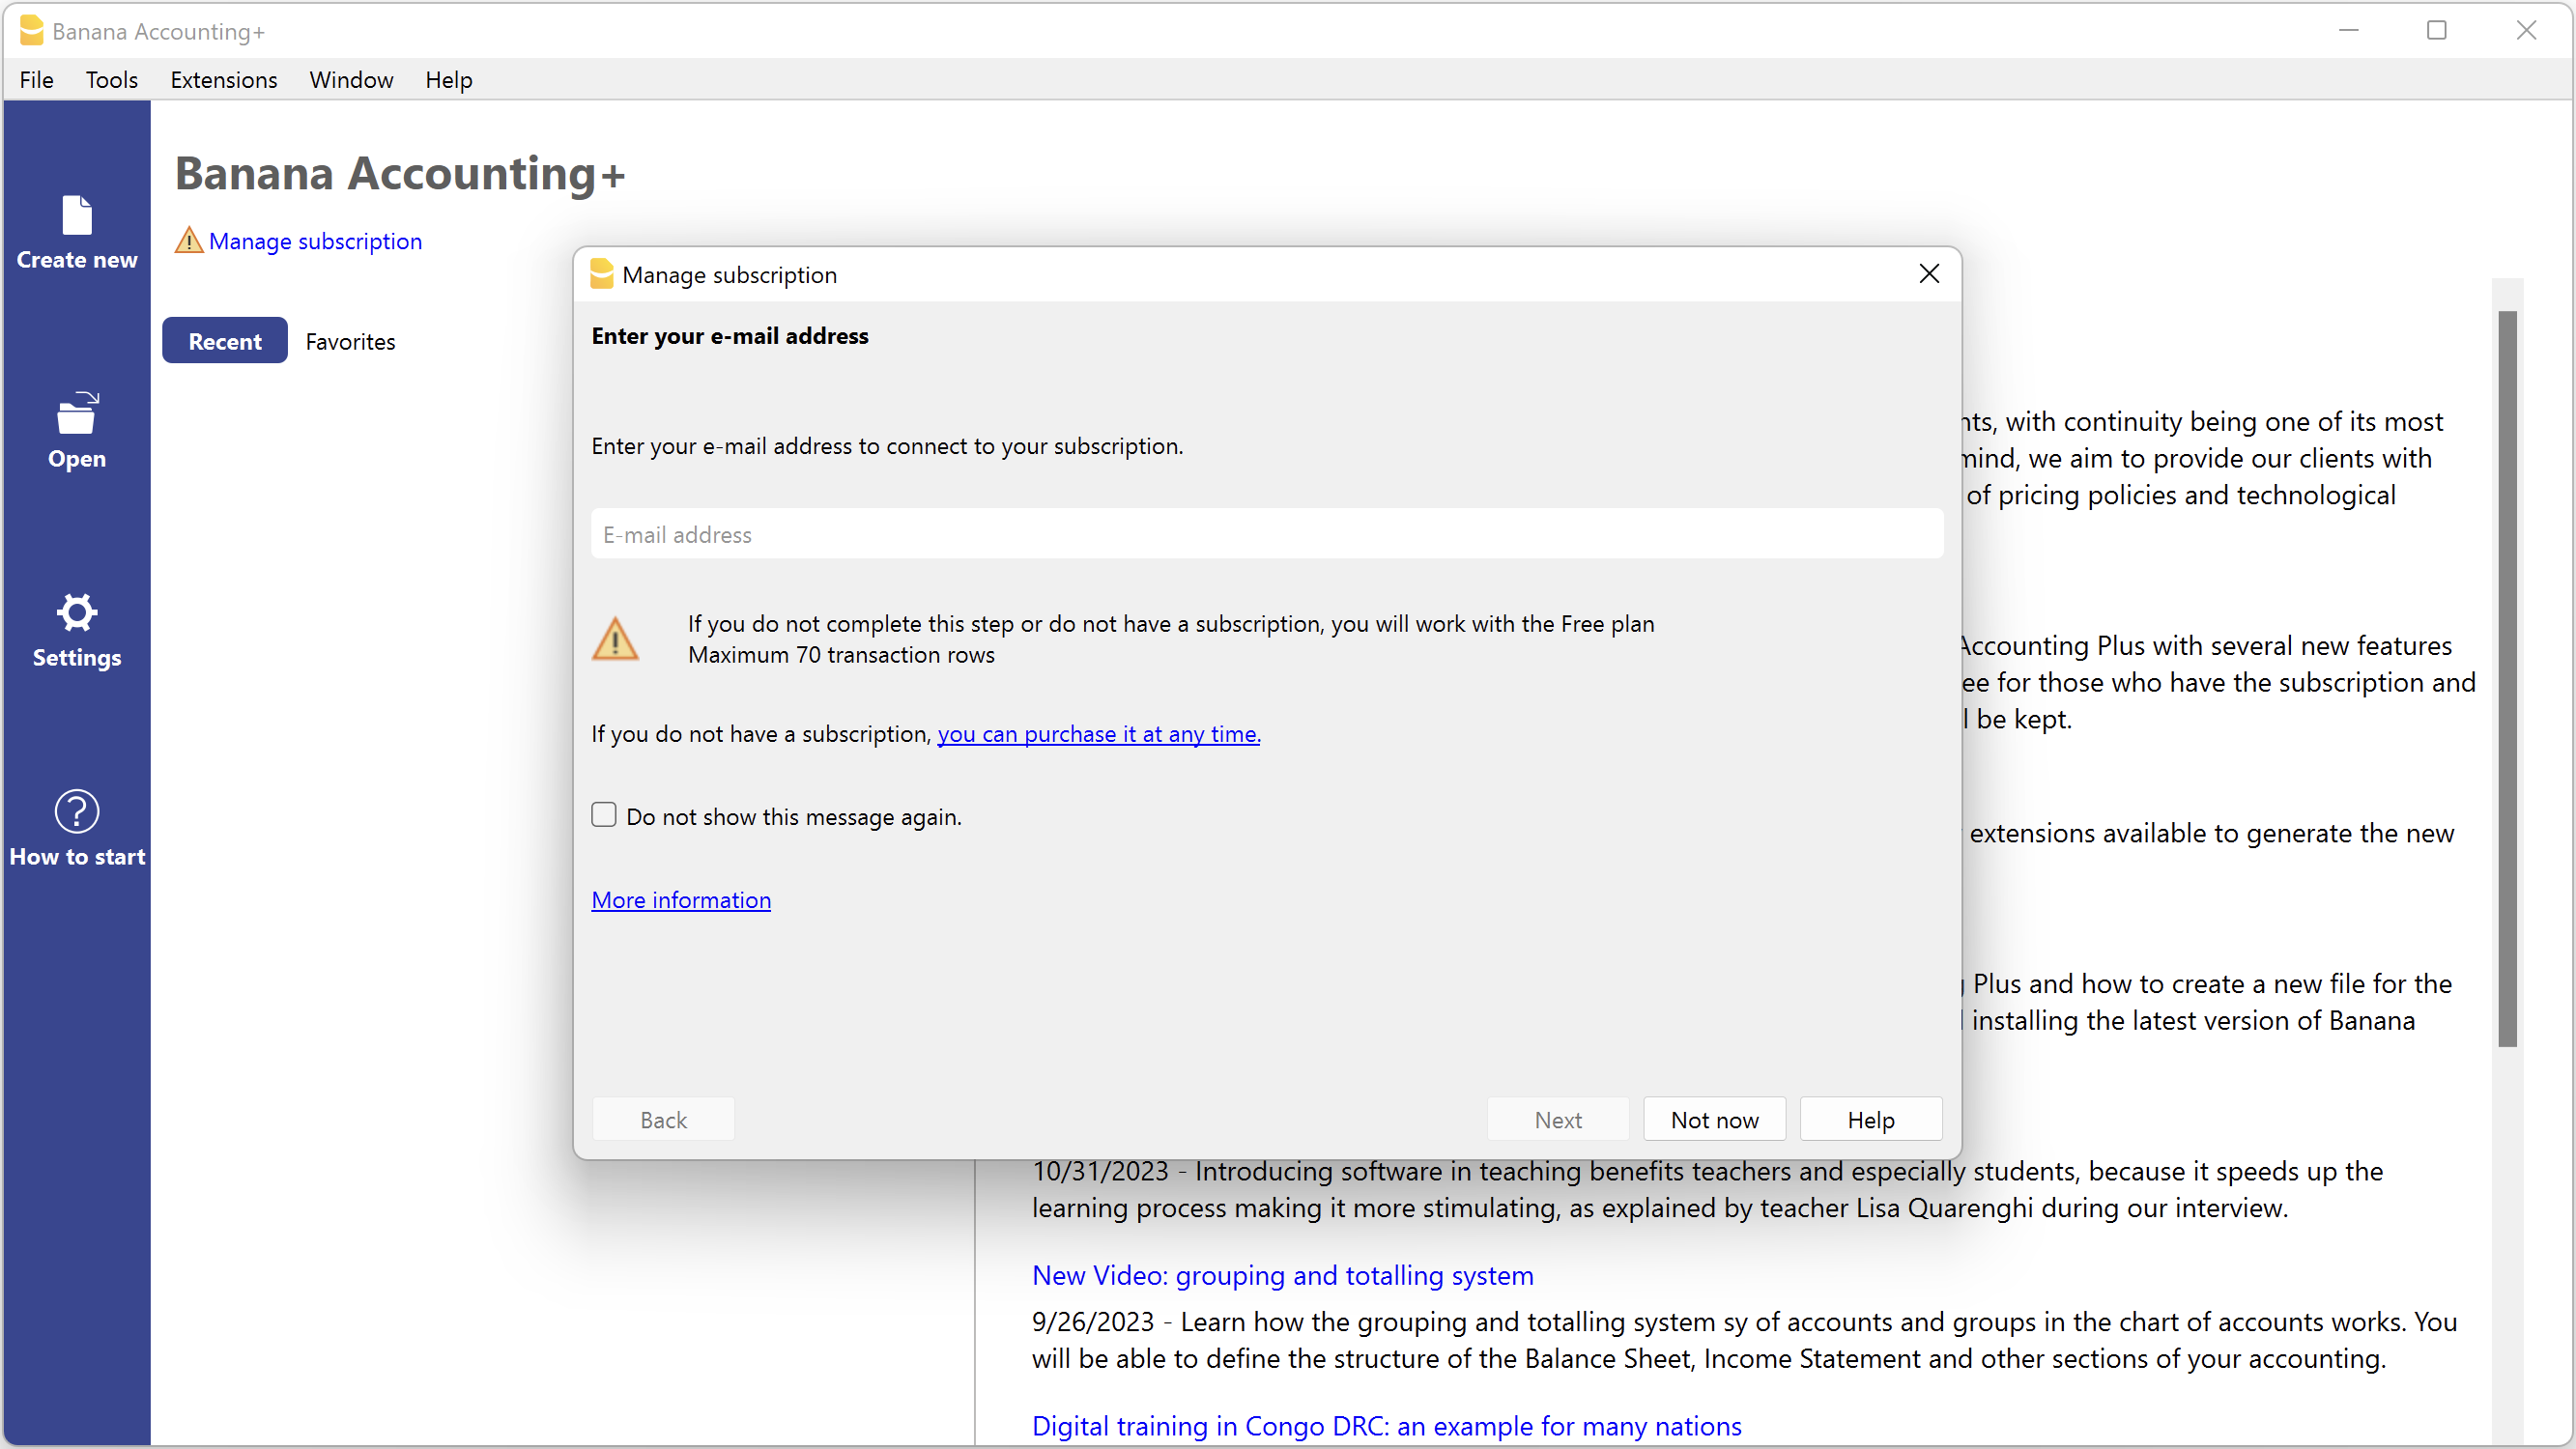 Banana Accounting+
File Tools Extensions Window Help
Create new
Open
Settings
How to start
Banana Accounting+
Manage subscription
Recent Favorites
Manage subscription
Enter your e-mail address
Enter your e-mail address to connect to your subscription.
E-mail address
If you do not complete this step or do not have a subscription, you will work with the Free plan
Maximum 70 transaction rows
If you do not have a subscription, you can purchase it at any time.
Do not show this message again.
More information
Back Next Not now Help
with continuity being one of its most
we aim to provide our clients with
of pricing policies and technological
Accounting Plus with several new features
for those who have the subscription and
be kept.
extensions available to generate the new
Plus and how to create a new file for the
installing the latest version of Banana
10/31/2023 - Introducing software in teaching benefits teachers and especially students, because it speeds up the
learning process making it more stimulating, as explained by teacher Lisa Quarenghi during our interview.
New Video: grouping and totalling system
9/26/2023 - Learn how the grouping and totalling system sy of accounts and groups in the chart of accounts works. You
will be able to define the structure of the Balance Sheet, Income Statement and other sections of your accounting.
Digital training in Congo DRC: an example for many nations